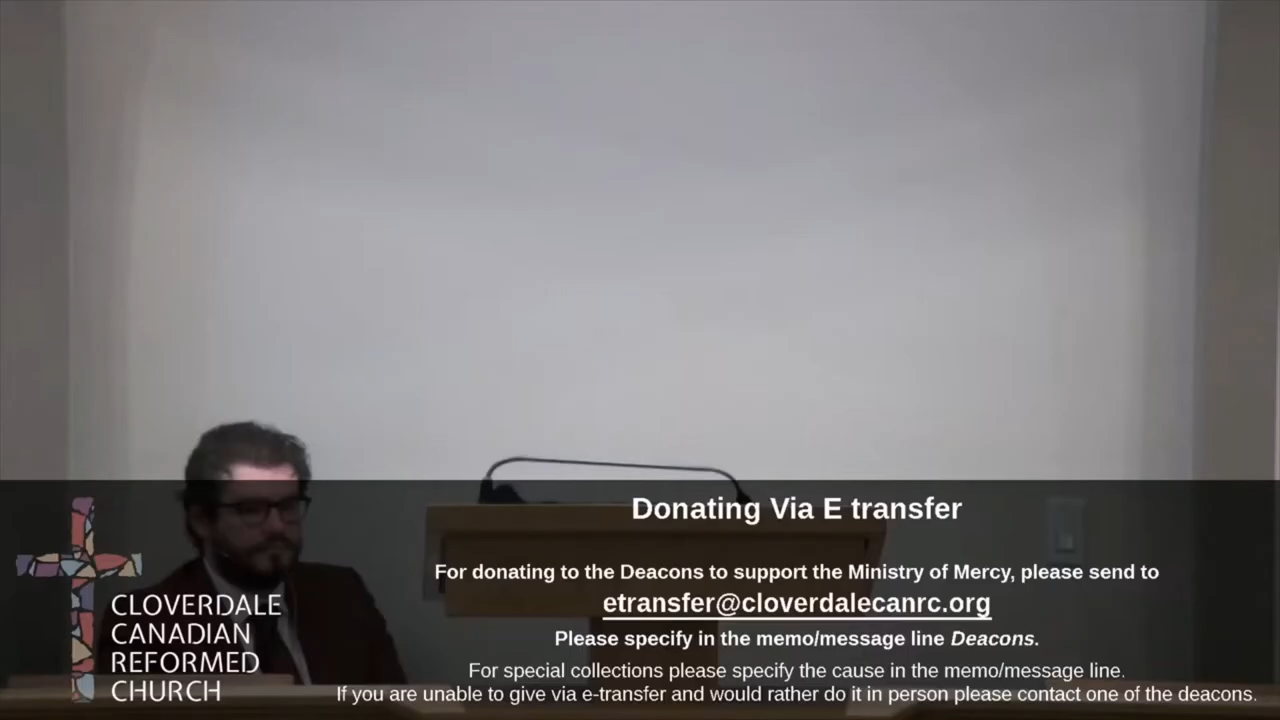 Donating Via E transfer
For donating to the Deacons to support the Ministry of Mercy, please send to
etransfer@cloverdalecanrc.org
Please specify in the memo/message line Deacons.
For special collections please specify the cause in the memo/message line.
If you are unable to give via e-transfer and would rather do it in person please contact one of the deacons.
CLOVERDALE
CANADIAN
REFORMED
CHURCH